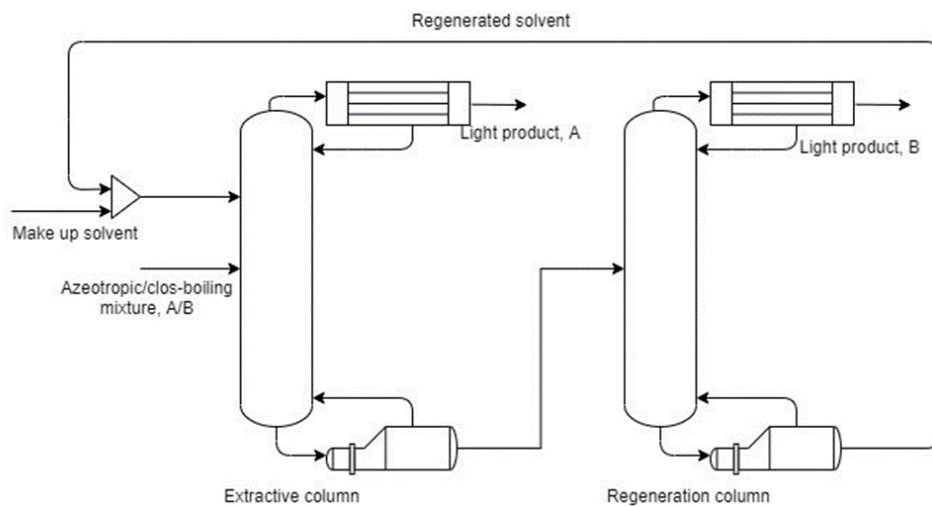 Regenerated solvent
Light product, A
Light product, B
Make up solvent
Azeotropic/clos-boiling
mixture, A/B
Extractive column
Regeneration column